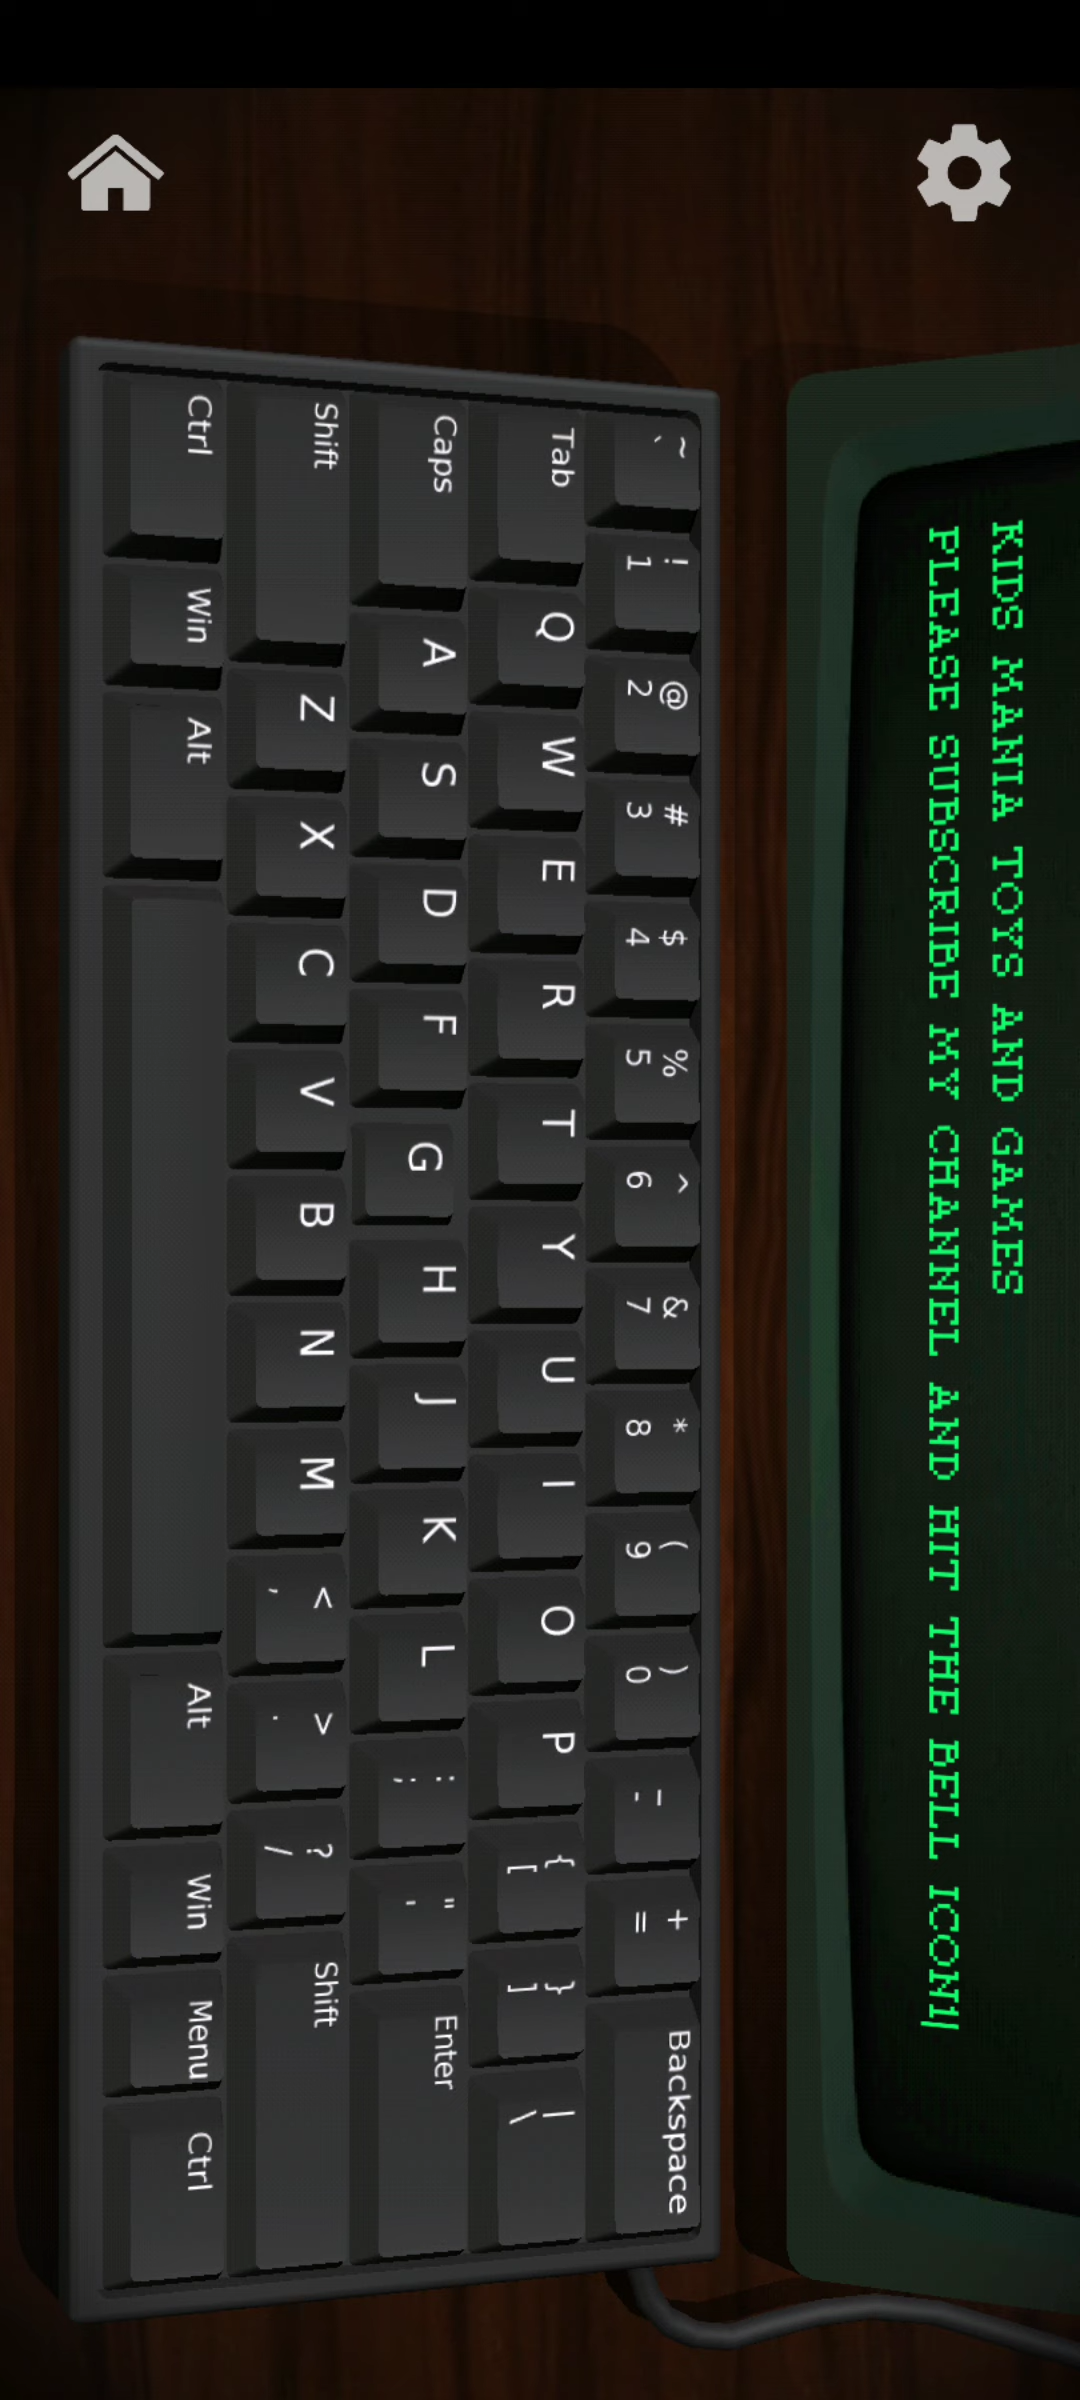 KIDS MANIA TOYS AND GAMES
PLEASE SUBSCRIBE MY CHANNEL AND HIT THE BELL ICON1|
~ ! @ # $ % ^ & * ( ) _ +
` 1 2 3 4 5 6 7 8 9 0 - = Backspace
Tab Q W E R T Y U I O P { [ } ] | \
Caps A S D F G H J K L : ; " ' Enter
Shift Z X C V B N M < , > . ? / Shift
Ctrl Win Alt Alt Win Menu Ctrl